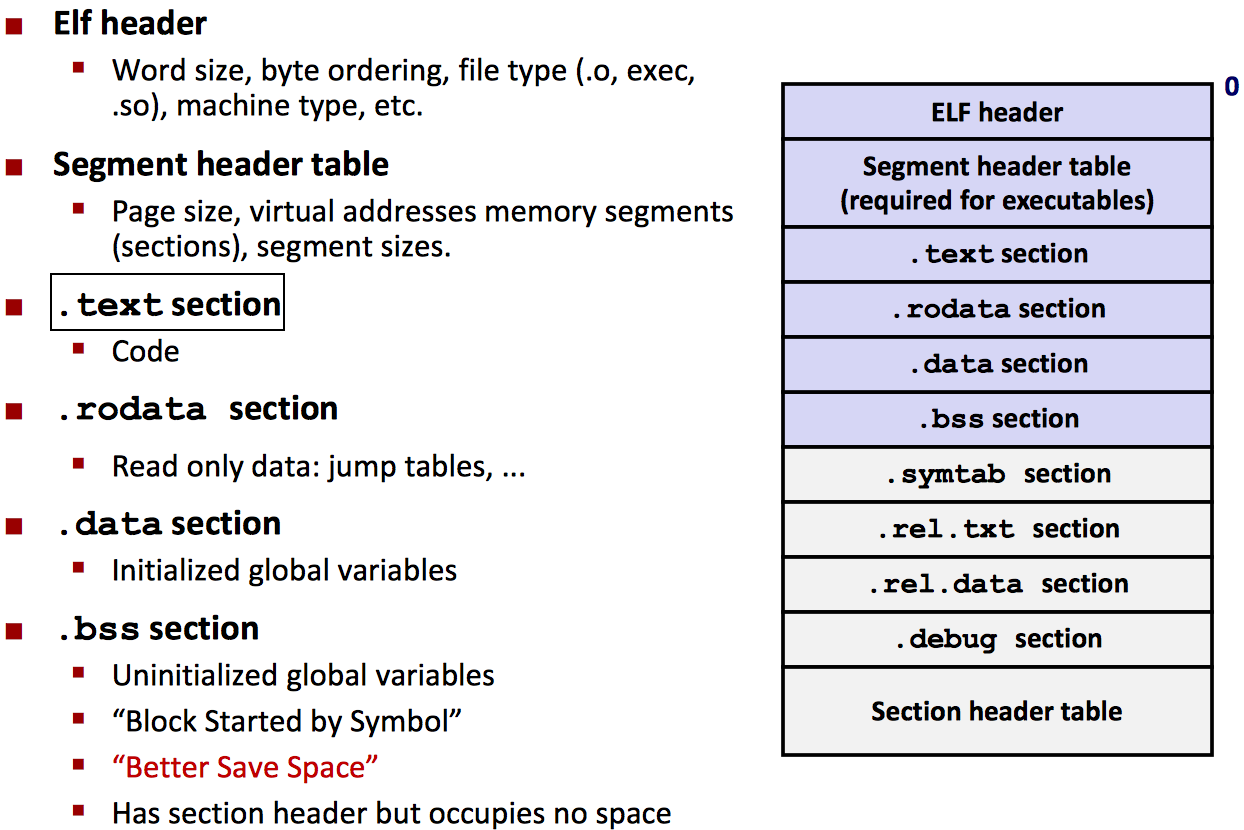 Elf header
Word size, byte ordering, file type (.o, exec,
.so), machine type, etc.
Segment header table
Page size, virtual addresses memory segments
(sections), segment sizes.
.text section
Code
.rodata section
Read only data: jump tables, ...
.data section
Initialized global variables
.bss section
Uninitialized global variables
“Block Started by Symbol”
“Better Save Space”
Has section header but occupies no space
0
ELF header
Segment header table
(required for executables)
.text section
.rodata section
.data section
.bss section
.symtab section
.rel.txt section
.rel.data section
.debug section
Section header table